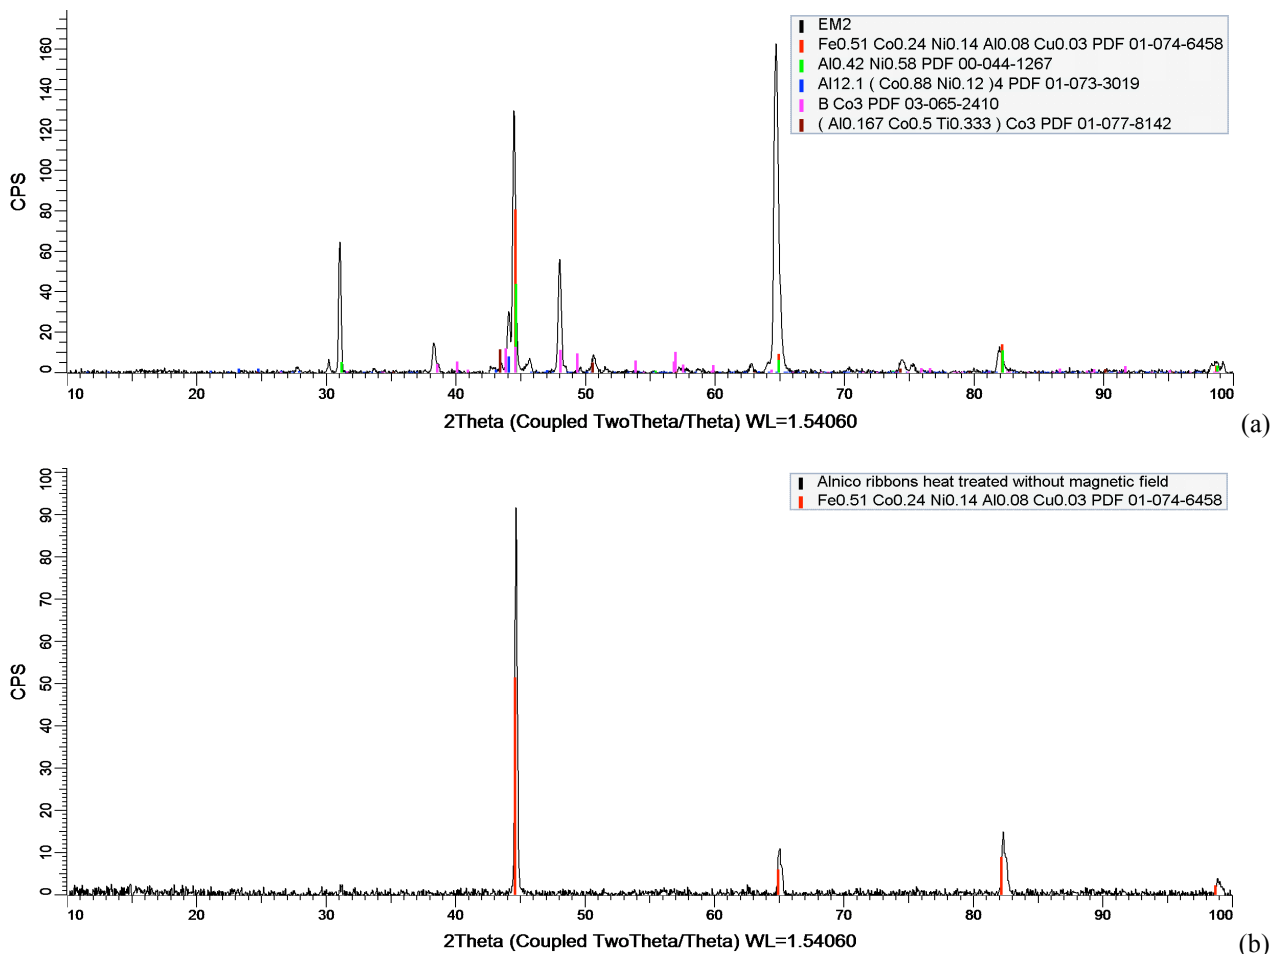 EM2
Fe0.51 Co0.24 Ni0.14 Al0.08 Cu0.03 PDF 01-074-6458
Al0.42 Ni0.58 PDF 00-044-1267
Al12.1 ( Co0.88 Ni0.12 )4 PDF 01-073-3019
B Co3 PDF 03-065-2410
( Al0.167 Co0.5 Ti0.333 ) Co3 PDF 01-077-8142
CPS
160
140
120
100
80
60
40
20
0
10 20 30 40 50 60 70 80 90 100
2Theta (Coupled TwoTheta/Theta) WL=1.54060
(a)
Alnico ribbons heat treated without magnetic field
Fe0.51 Co0.24 Ni0.14 Al0.08 Cu0.03 PDF 01-074-6458
CPS
100
90
80
70
60
50
40
30
20
10
0
10 20 30 40 50 60 70 80 90 100
2Theta (Coupled TwoTheta/Theta) WL=1.54060
(b)